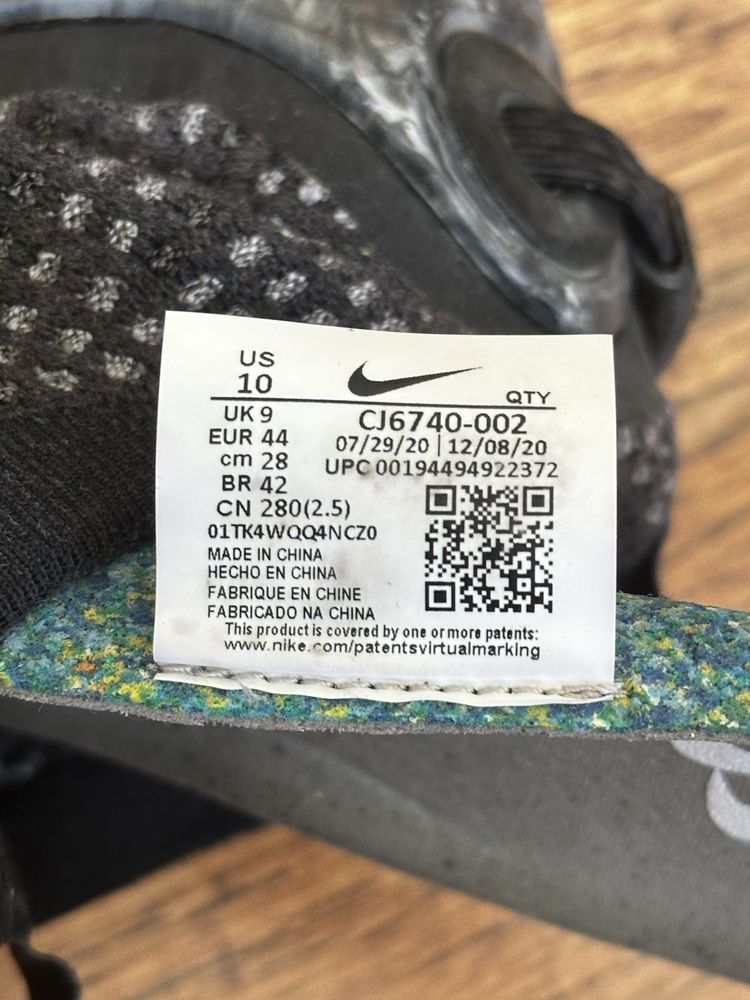 US
10
QTY
UK 9
EUR 44
cm 28
BR 42
CN 280(2.5)
CJ6740-002
07/29/20 | 12/08/20
UPC 00194494922372
01TK4WQQ4NCZ0
MADE IN CHINA
HECHO EN CHINA
FABRIQUE EN CHINE
FABRICADO NA CHINA
This product is covered by one or more patents:
www.nike.com/patentsvirtualmarking